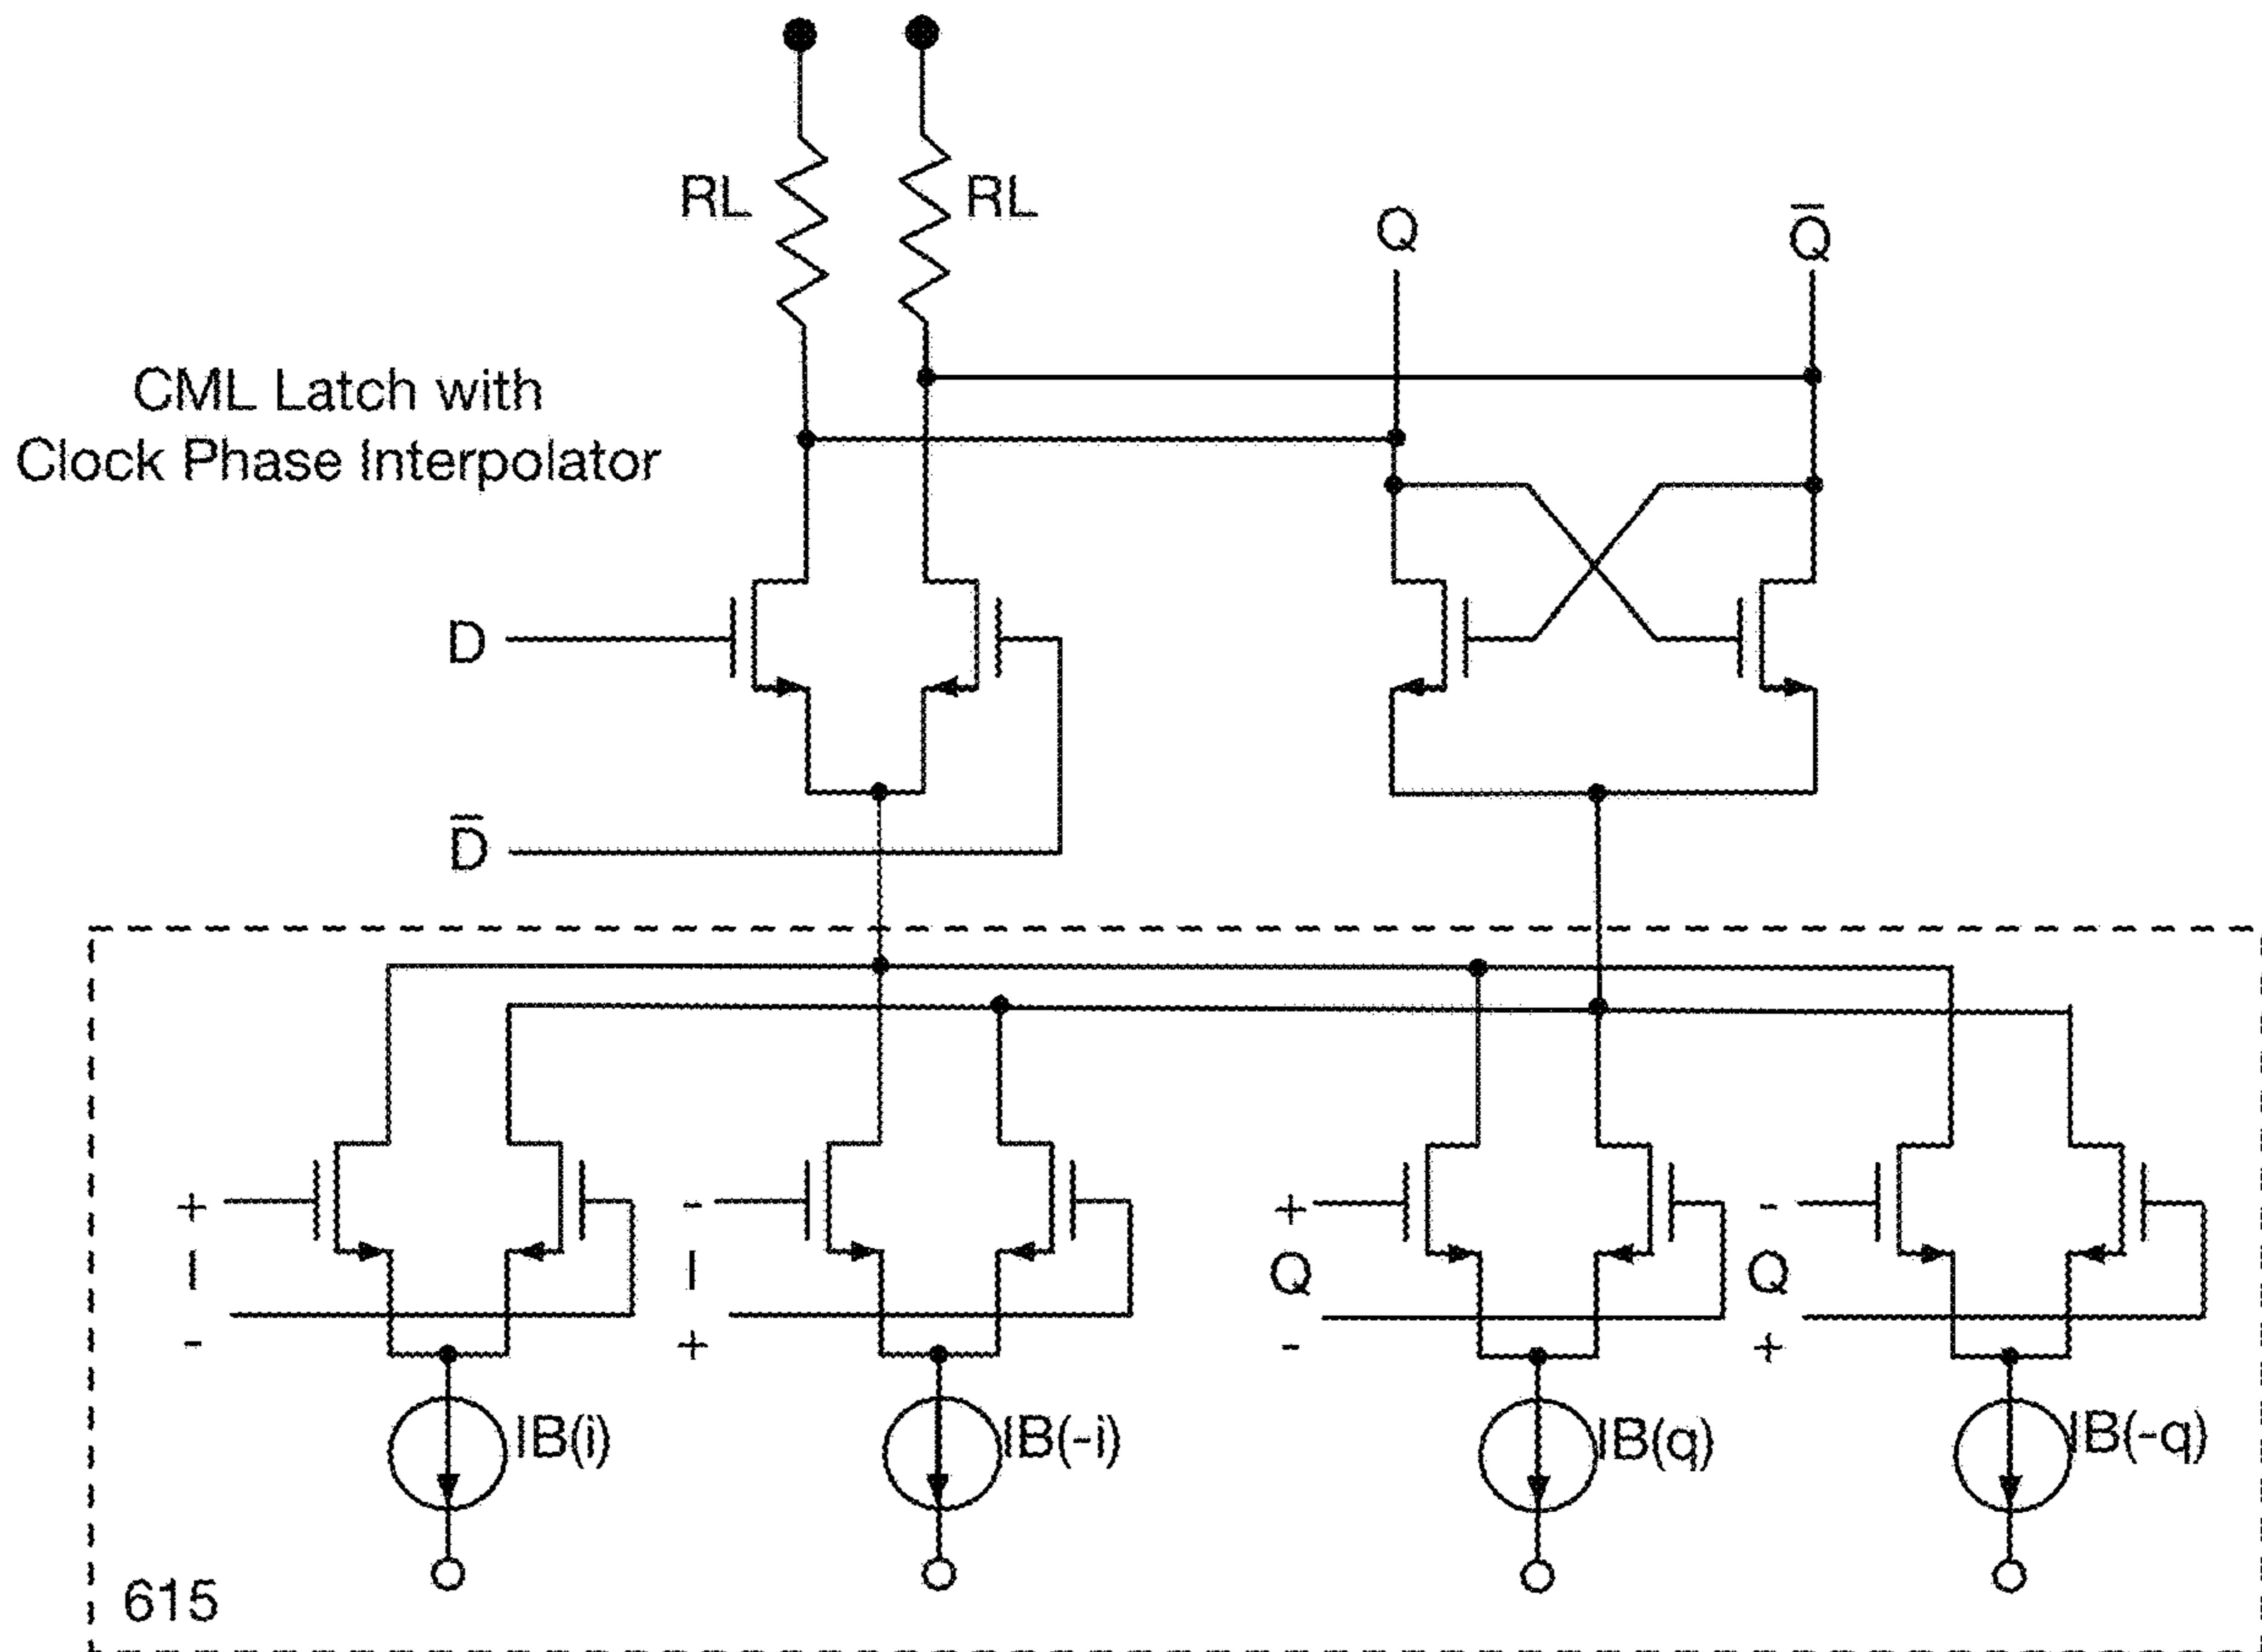 RL RL
Q Q̅
CML Latch with
Clock Phase Interpolator
D
D̅
+ - + -
I I Q Q
- + - +
IB(i) IB(-i) IB(q) IB(-q)
615